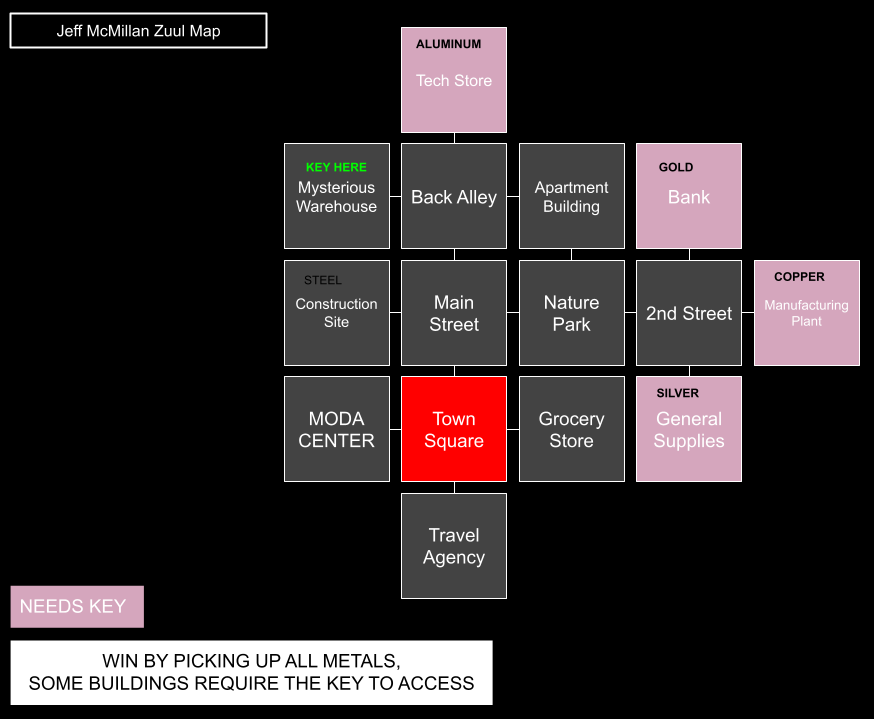 Jeff McMillan Zuul Map
ALUMINUM
Tech Store
KEY HERE
Mysterious
Warehouse
Back Alley
Apartment
Building
GOLD
Bank
STEEL
Construction
Site
Main
Street
Nature
Park
2nd Street
COPPER
Manufacturing
Plant
MODA
CENTER
Town
Square
Grocery
Store
SILVER
General
Supplies
Travel
Agency
NEEDS KEY
WIN BY PICKING UP ALL METALS,
SOME BUILDINGS REQUIRE THE KEY TO ACCESS